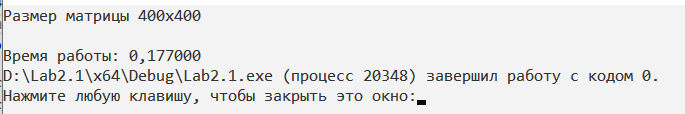 Размер матрицы 400x400
Время работы: 0,177000
D:\Lab2.1\x64\Debug\Lab2.1.exe (процесс 20348) завершил работу с кодом 0.
Нажмите любую клавишу, чтобы закрыть это окно: